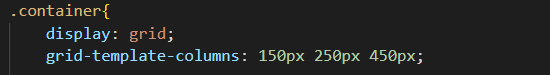 .container{
display: grid;
grid-template-columns: 150px 250px 450px;